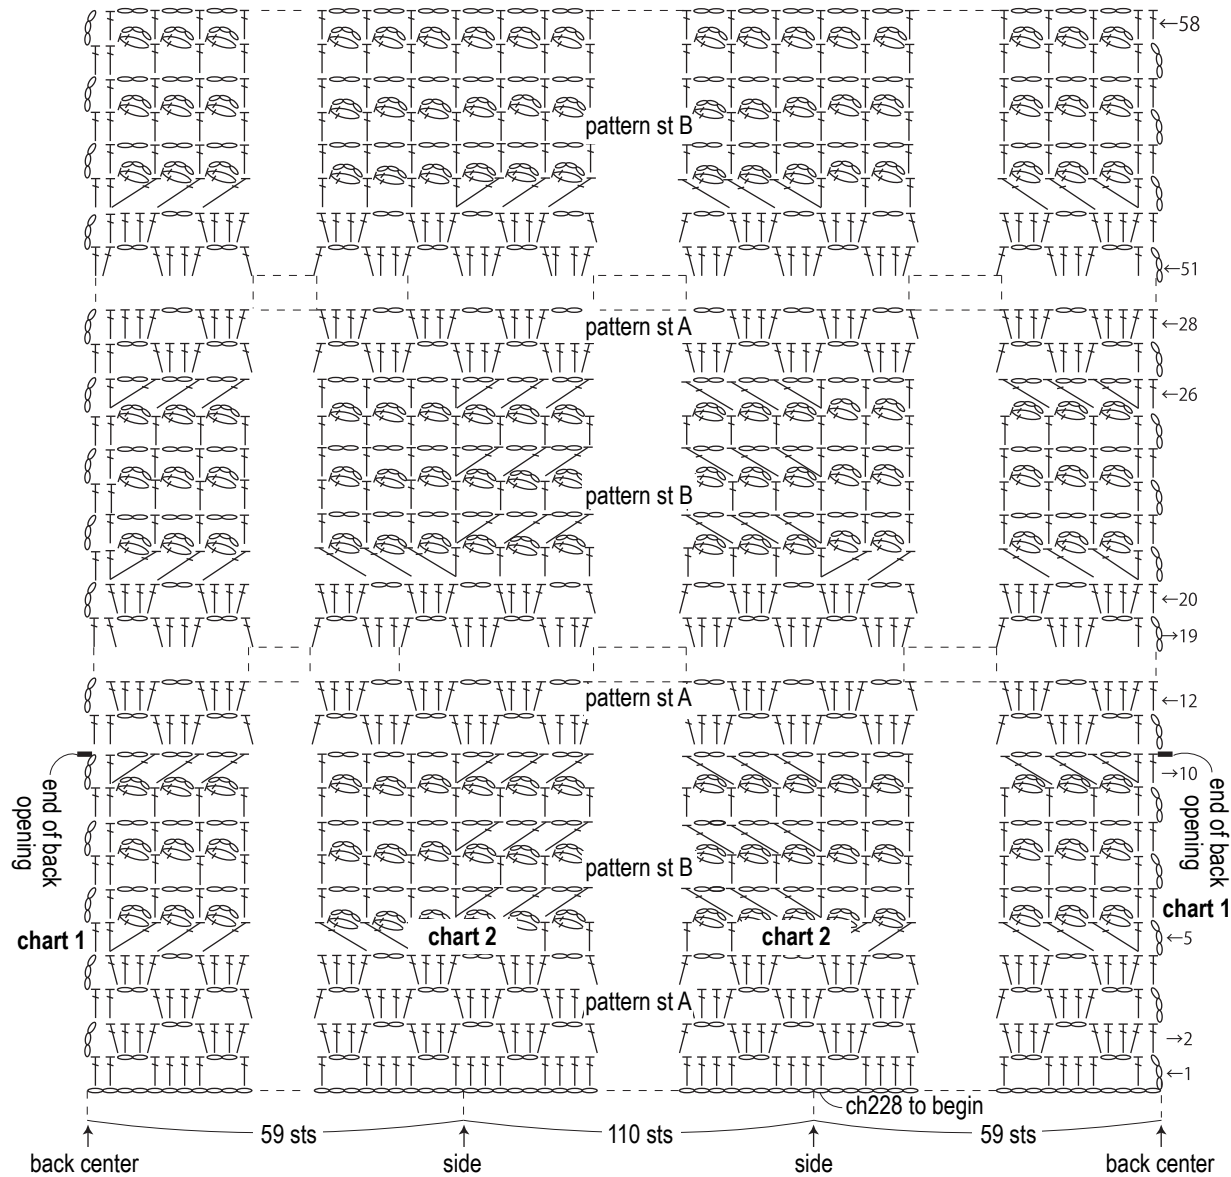 ←58
pattern st B
←51
pattern st A
←28
←26
pattern st B
←20
→19
pattern st A
←12
→10
end of back
opening
end of back
opening
pattern st B
chart 1
chart 1
chart 2
chart 2
←5
pattern st A
→2
←1
ch228 to begin
59 sts
110 sts
59 sts
back center
side
side
back center